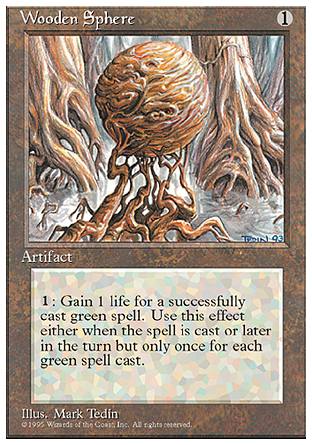 Wooden Sphere 1
TEDIN 93
Artifact
1: Gain 1 life for a successfully
cast green spell. Use this effect
either when the spell is cast or later
in the turn but only once for each
green spell cast.
Illus. Mark Tedin
©1995 Wizards of the Coast, Inc. All rights reserved.